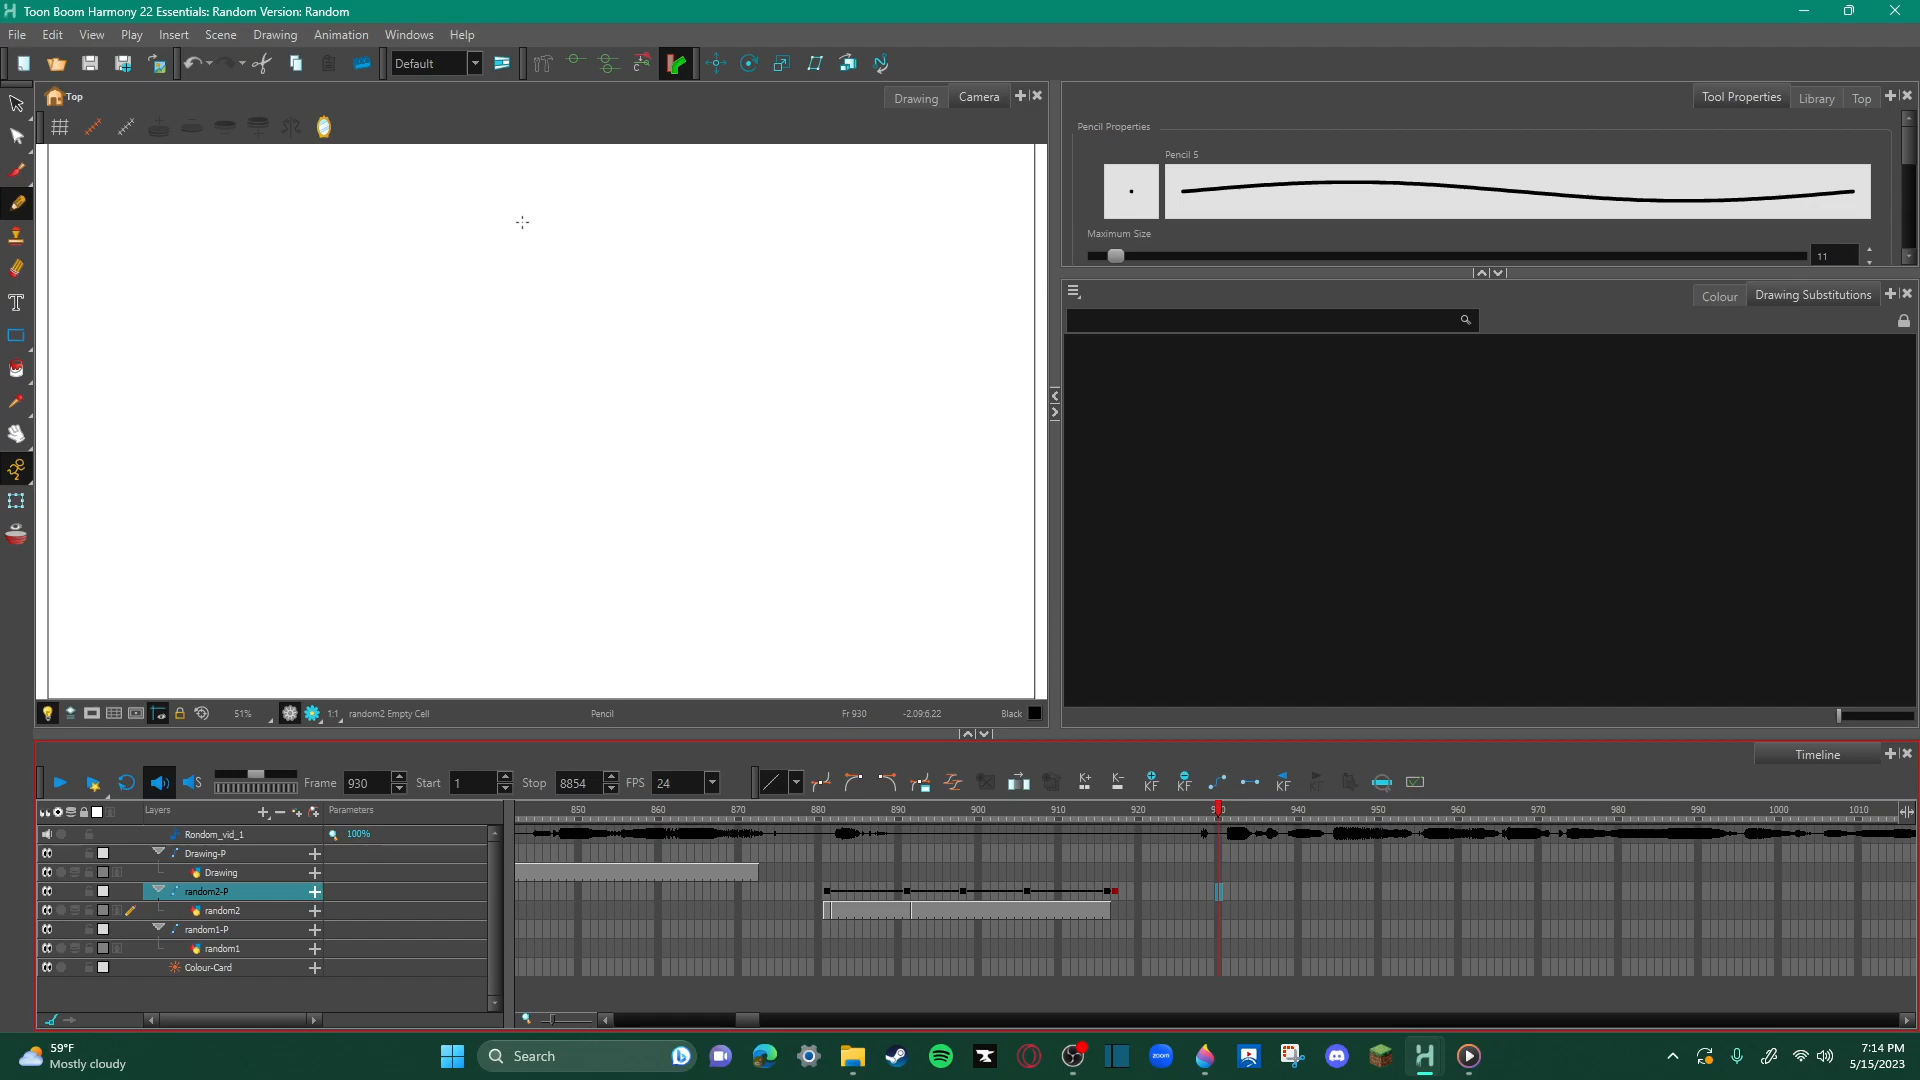 Toon Boom Harmony 22 Essentials: Random Version: Random
File Edit View Play Insert Scene Drawing Animation Windows Help
Default
Top
Drawing Camera
Tool Properties Library Top
Pencil Properties
Pencil 5
Maximum Size
11
Colour Drawing Substitutions
51% 1:1 random2 Empty Cell Pencil Fr 930 -2.09:6.22 Black
Timeline
Frame 930 Start 1 Stop 8854 FPS 24
Layers Parameters
850 860 870 880 890 900 910 920 930 940 950 960 970 980 990 1000 1010
Rondom_vid_1 100%
Drawing-P
Drawing
random2-P
random2
random1-P
random1
Colour-Card
59°F
Mostly cloudy
Search
zoom
7:14 PM
5/15/2023